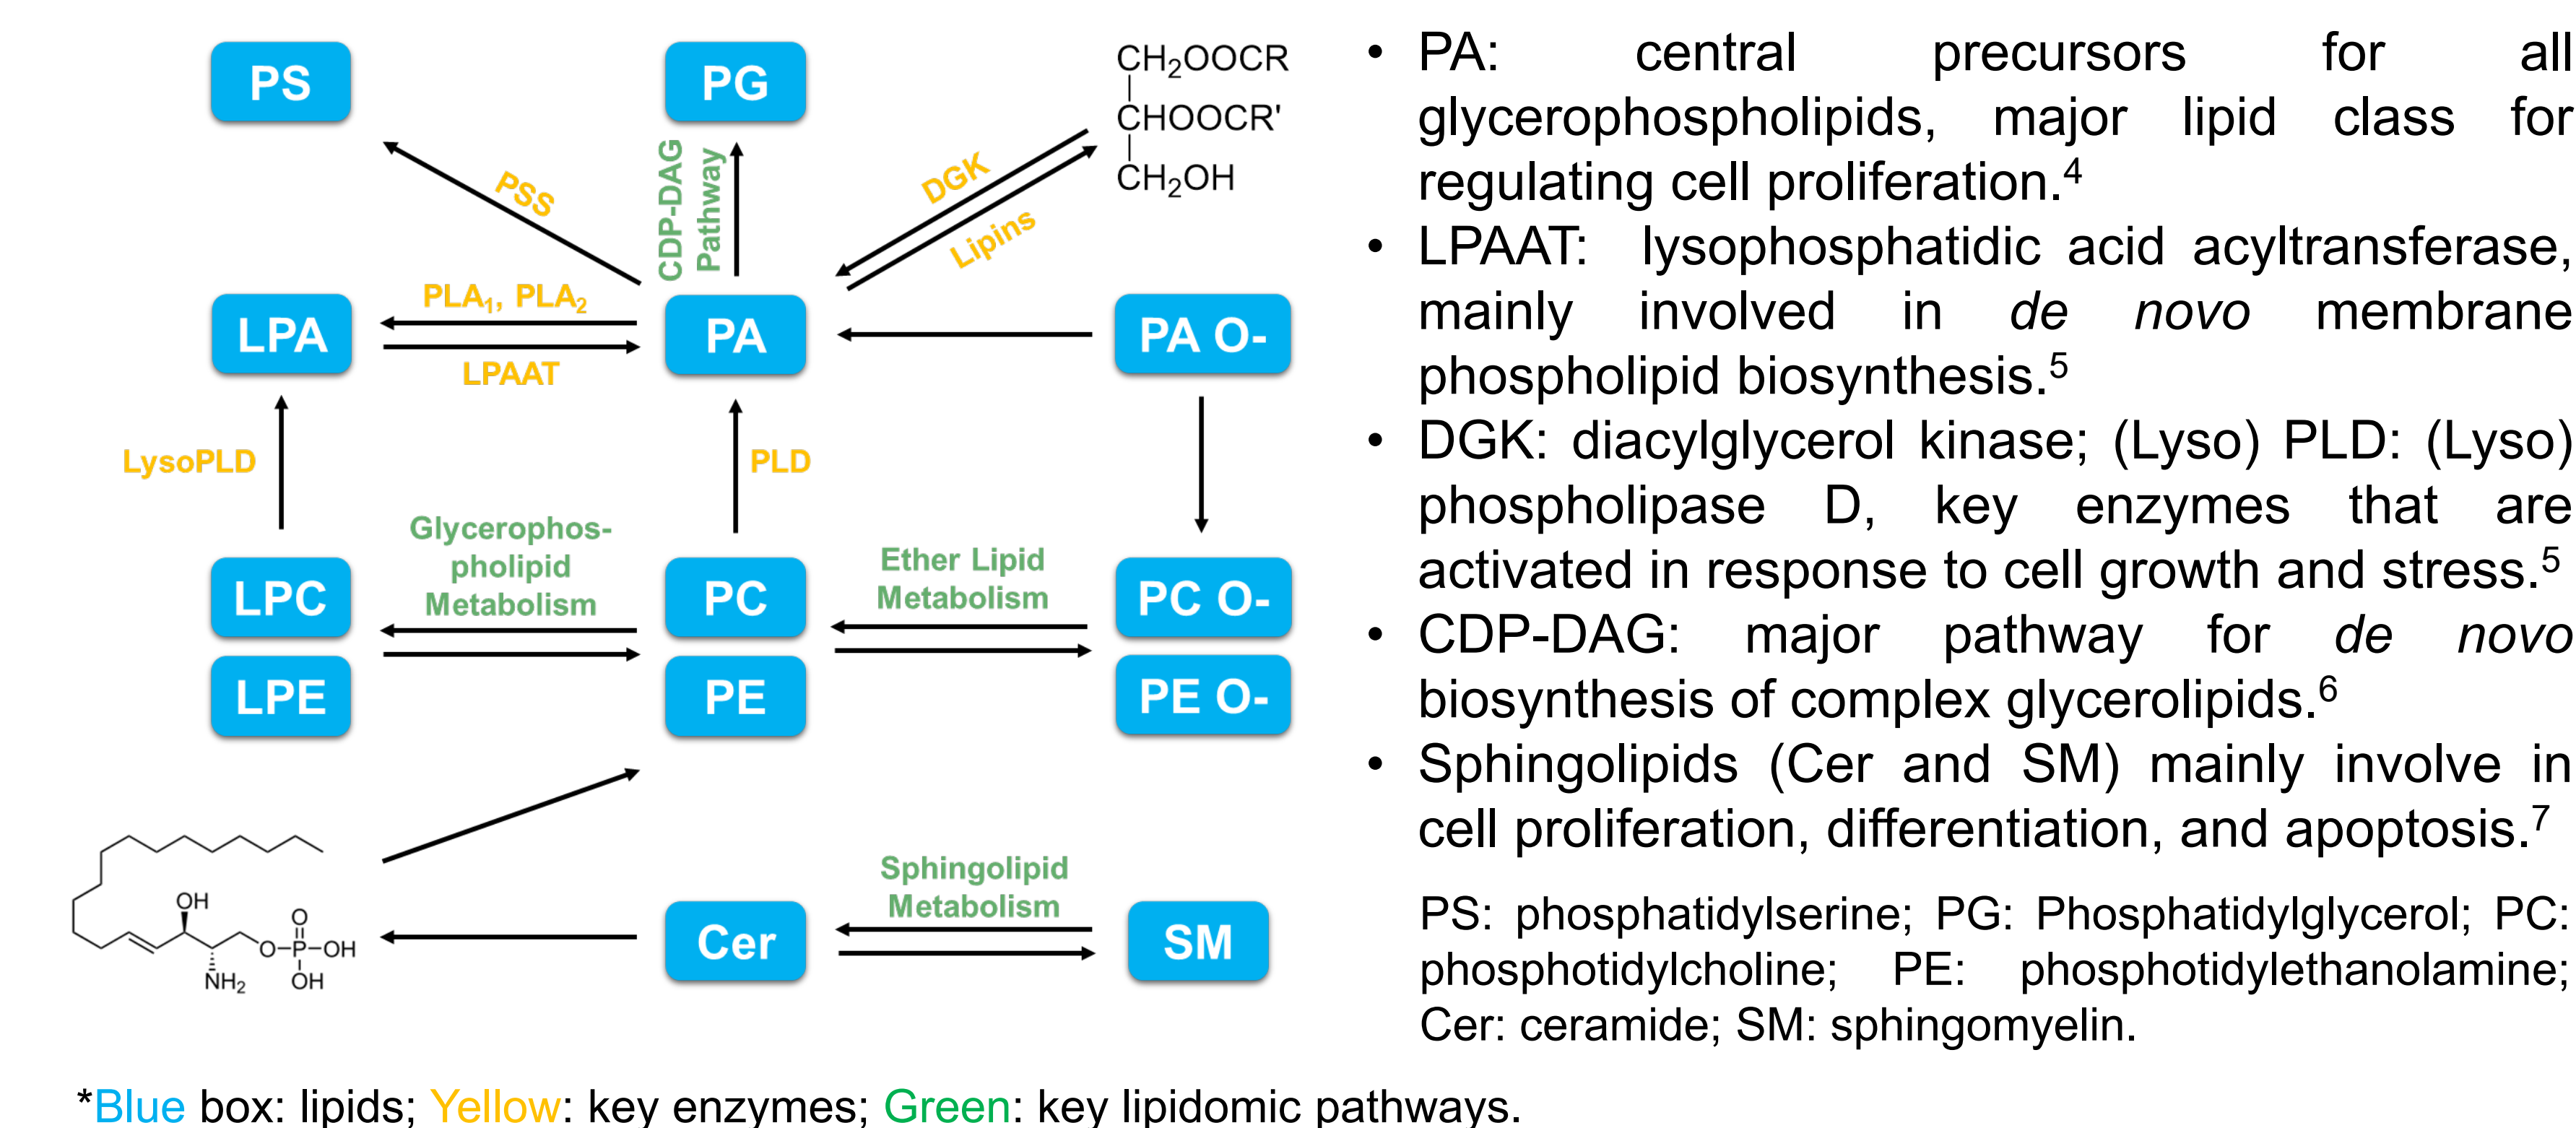 PS
PG
CH₂OOCR
CHOOCR'
CH₂OH
PSS
CDP-DAG
Pathway
DGK
Lipins
LPA
PLA₁, PLA₂
LPAAT
PA
PA O-
LysoPLD
PLD
Glycerophos-
pholipid
Metabolism
Ether Lipid
Metabolism
LPC
PC
PC O-
LPE
PE
PE O-
OH
O
O-P-OH
NH₂
OH
Sphingolipid
Metabolism
Cer
SM
• PA: central precursors for all
glycerophospholipids, major lipid class for
regulating cell proliferation.⁴
• LPAAT: lysophosphatidic acid acyltransferase,
mainly involved in de novo membrane
phospholipid biosynthesis.⁵
• DGK: diacylglycerol kinase; (Lyso) PLD: (Lyso)
phospholipase D, key enzymes that are
activated in response to cell growth and stress.⁵
• CDP-DAG: major pathway for de novo
biosynthesis of complex glycerolipids.⁶
• Sphingolipids (Cer and SM) mainly involve in
cell proliferation, differentiation, and apoptosis.⁷
PS: phosphatidylserine; PG: Phosphatidylglycerol; PC:
phosphotidylcholine; PE: phosphotidylethanolamine;
Cer: ceramide; SM: sphingomyelin.
*Blue box: lipids; Yellow: key enzymes; Green: key lipidomic pathways.